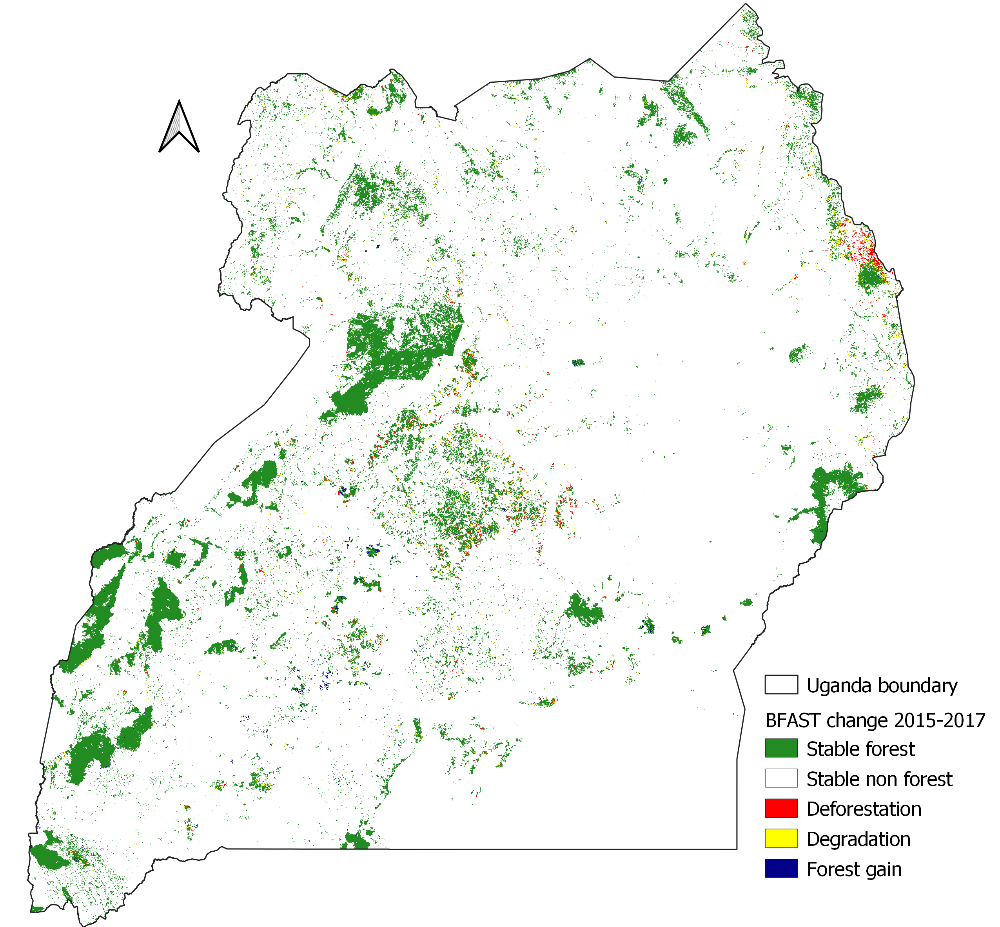 Uganda boundary
BFAST change 2015-2017
Stable forest
Stable non forest
Deforestation
Degradation
Forest gain